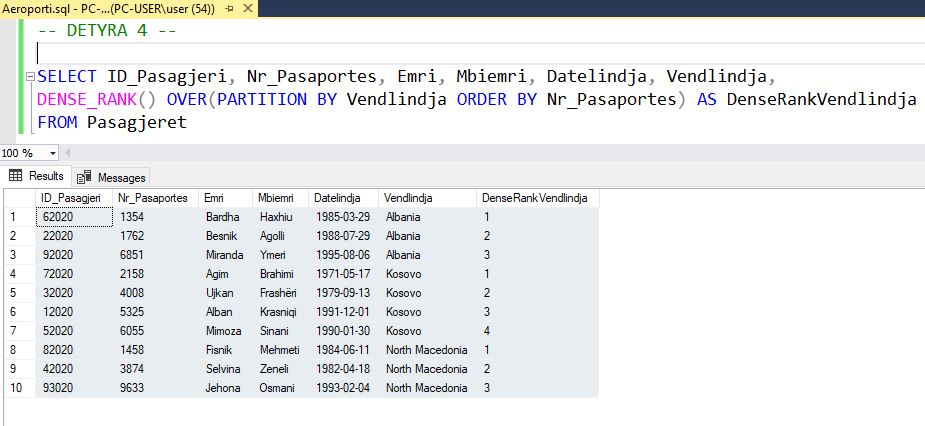 Aeroporti.sql - PC-...(PC-USER\user (54))
-- DETYRA 4 --
SELECT ID_Pasagjeri, Nr_Pasaportes, Emri, Mbiemri, Datelindja, Vendlindja,
DENSE_RANK() OVER(PARTITION BY Vendlindja ORDER BY Nr_Pasaportes) AS DenseRankVendlindja
FROM Pasagjeret
100 %
Results Messages
ID_Pasagjeri Nr_Pasaportes Emri Mbiemri Datelindja Vendlindja DenseRankVendlindja
1 62020 1354 Bardha Haxhiu 1985-03-29 Albania 1
2 22020 1762 Besnik Agolli 1988-07-29 Albania 2
3 92020 6851 Miranda Ymeri 1995-08-06 Albania 3
4 72020 2158 Agim Brahimi 1971-05-17 Kosovo 1
5 32020 4008 Ujkan Frashëri 1979-09-13 Kosovo 2
6 12020 5325 Alban Krasniqi 1991-12-01 Kosovo 3
7 52020 6055 Mimoza Sinani 1990-01-30 Kosovo 4
8 82020 1458 Fisnik Mehmeti 1984-06-11 North Macedonia 1
9 42020 3874 Selvina Zeneli 1982-04-18 North Macedonia 2
10 93020 9633 Jehona Osmani 1993-02-04 North Macedonia 3